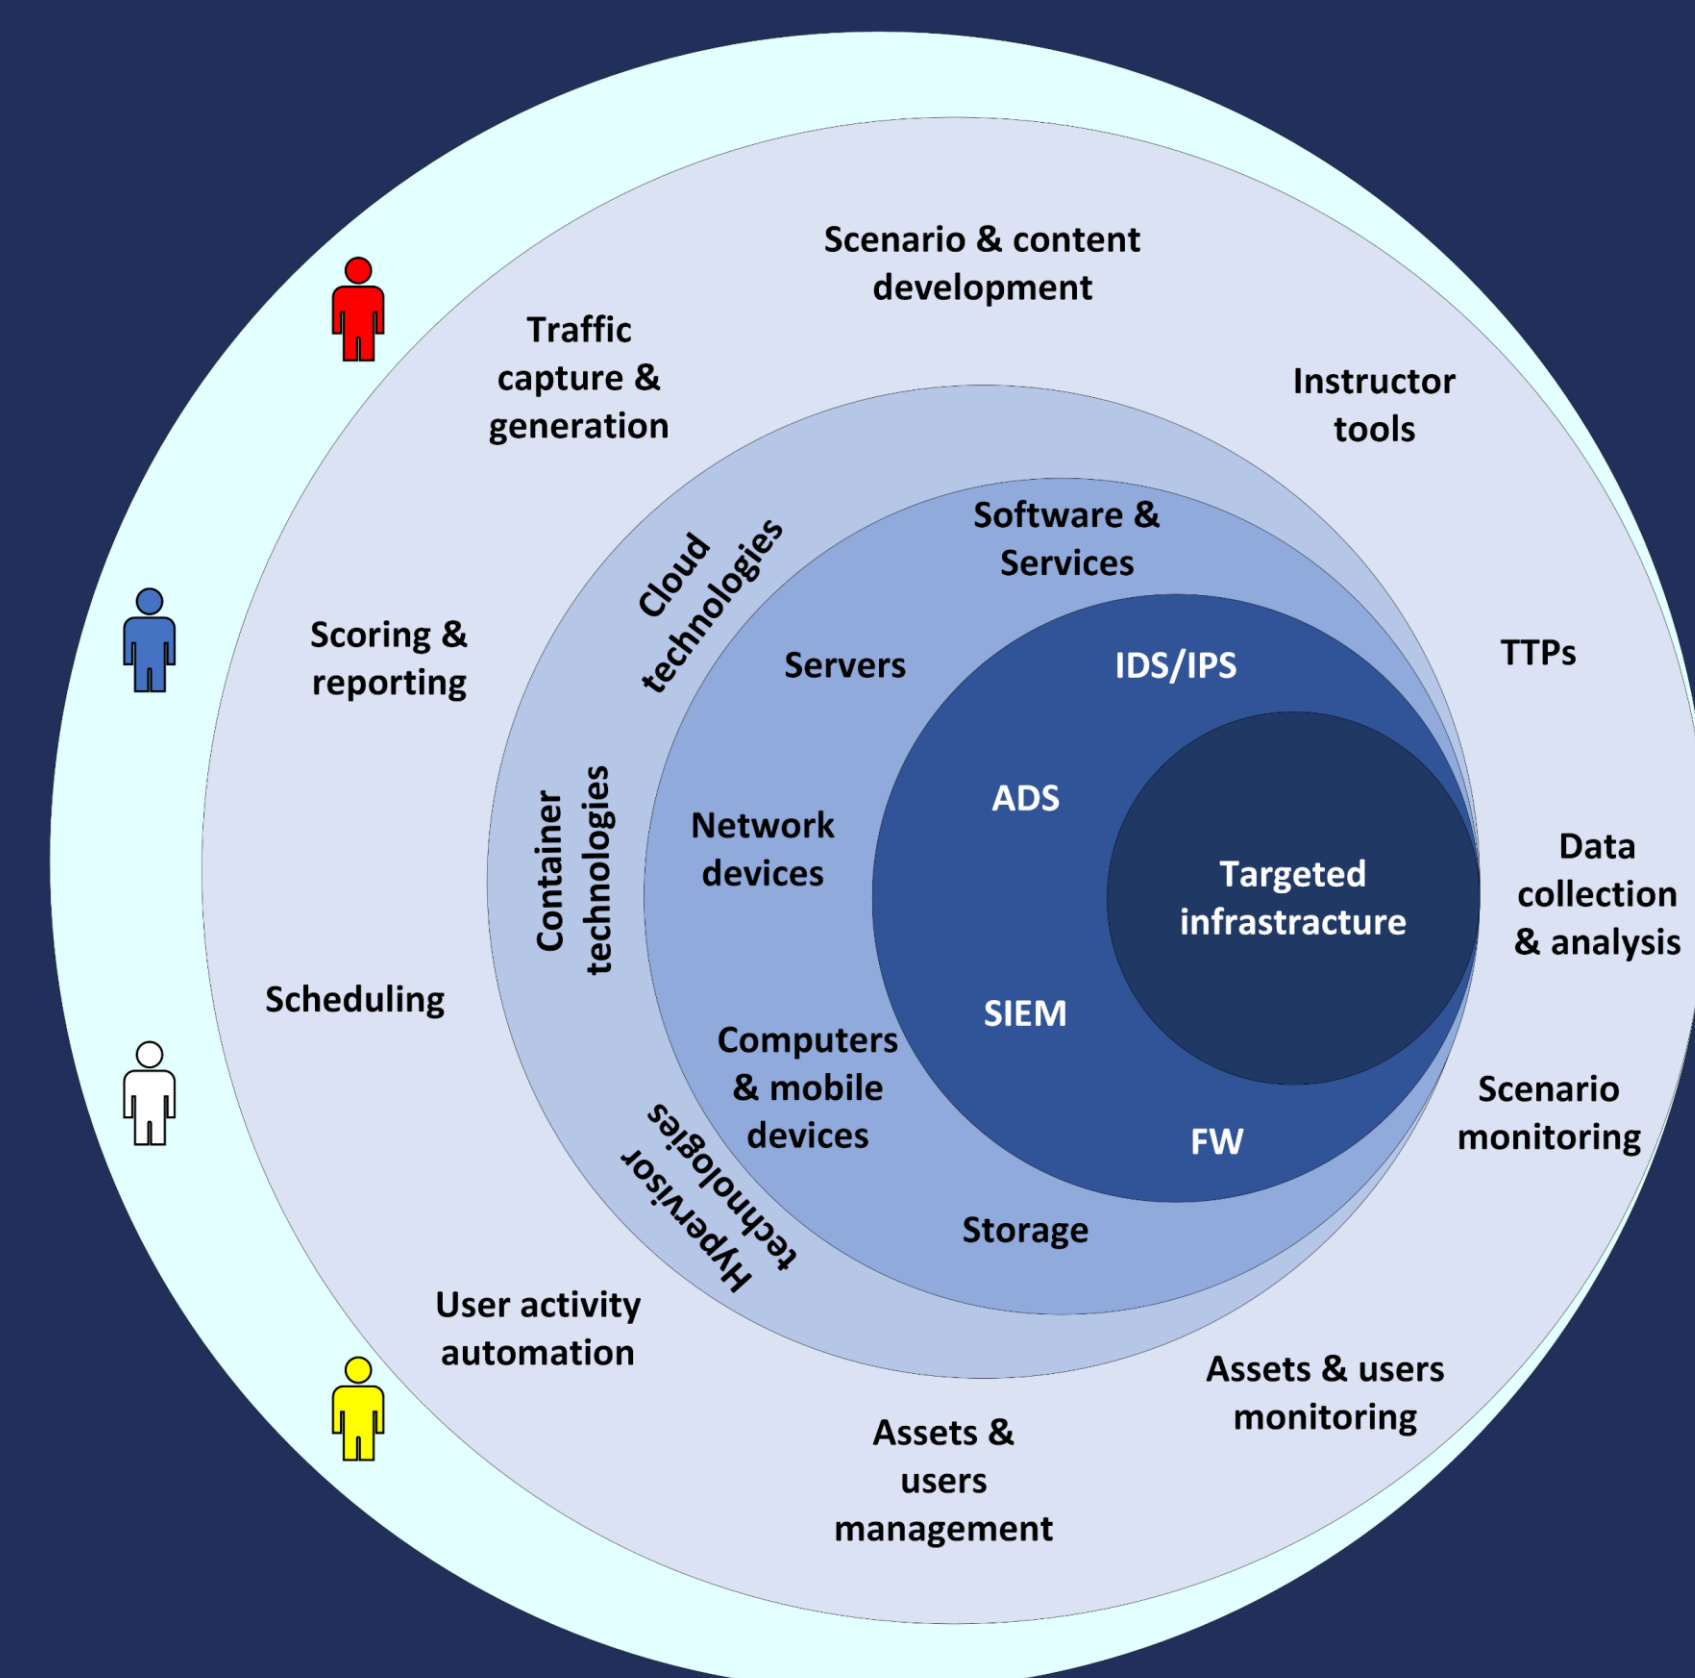 Scenario & content
development
Traffic
capture &
generation
Instructor
tools
Scoring &
reporting
TTPs
Scheduling
Data
collection
& analysis
Scenario
monitoring
User activity
automation
Assets & users
monitoring
Assets &
users
management
Cloud
technologies
Container
technologies
Hypervisor
technologies
Software &
Services
Servers
Network
devices
Computers
& mobile
devices
Storage
IDS/IPS
ADS
SIEM
FW
Targeted
infrastracture